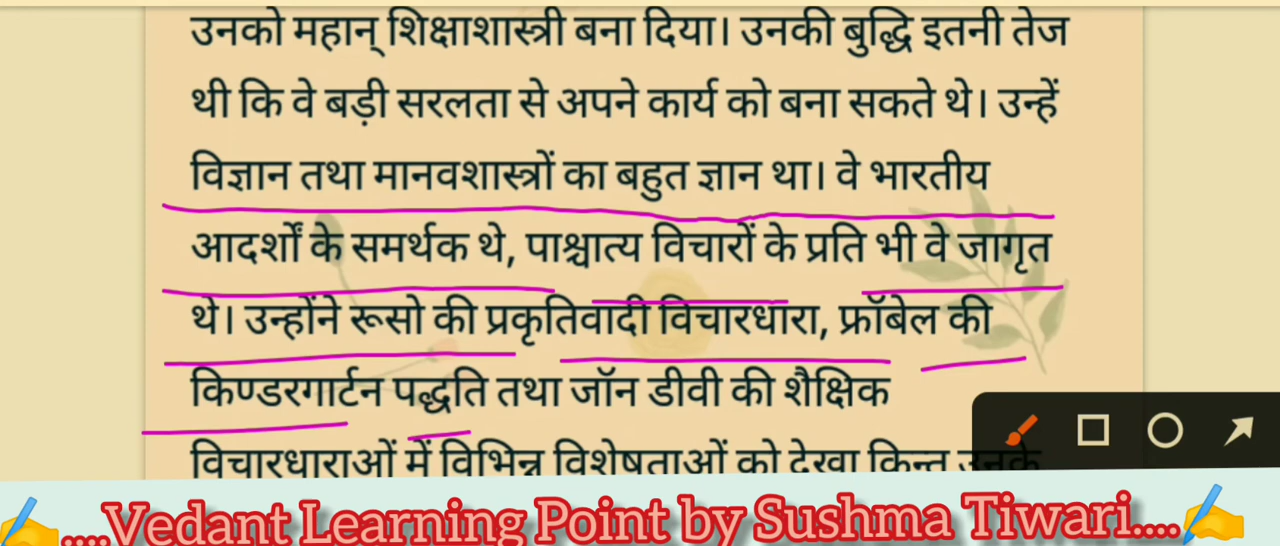 उनको महान् शिक्षाशास्त्री बना दिया। उनकी बुद्धि इतनी तेज
थी कि वे बड़ी सरलता से अपने कार्य को बना सकते थे। उन्हें
विज्ञान तथा मानवशास्त्रों का बहुत ज्ञान था। वे भारतीय
आदर्शों के समर्थक थे, पाश्चात्य विचारों के प्रति भी वे जागृत
थे। उन्होंने रूसो की प्रकृतिवादी विचारधारा, फ्रॉबेल की
किण्डरगार्टन पद्धति तथा जॉन डीवी की शैक्षिक
विचारधाराओं में विभिन्न विशेषताओं को देखा किन्तु उनके
....Vedant Learning Point by Sushma Tiwari....